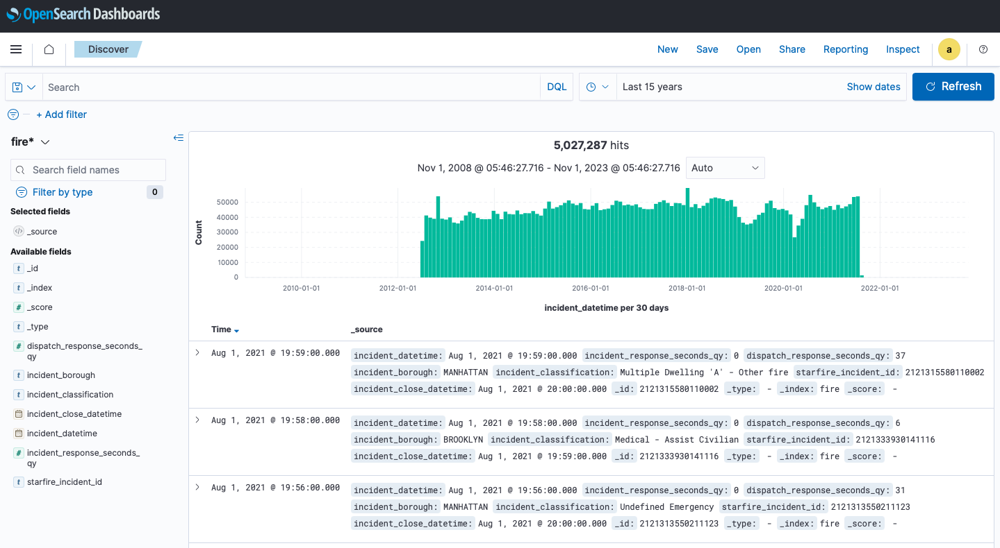 OpenSearch Dashboards
Discover
New Save Open Share Reporting Inspect a
Search DQL Last 15 years Show dates Refresh
+ Add filter
fire*
Search field names
Filter by type 0
Selected fields
_source
Available fields
t _id
t _index
# _score
t _type
# dispatch_response_seconds_
qy
t incident_borough
t incident_classification
incident_close_datetime
incident_datetime
# incident_response_seconds_
qy
t starfire_incident_id
5,027,287 hits
Nov 1, 2008 @ 05:46:27.716 - Nov 1, 2023 @ 05:46:27.716 Auto
Count
50000
40000
30000
20000
10000
0
2010-01-01 2012-01-01 2014-01-01 2016-01-01 2018-01-01 2020-01-01 2022-01-01
incident_datetime per 30 days
Time _source
Aug 1, 2021 @ 19:59:00.000 incident_datetime: Aug 1, 2021 @ 19:59:00.000 incident_response_seconds_qy: 0 dispatch_response_seconds_qy: 37
incident_borough: MANHATTAN incident_classification: Multiple Dwelling 'A' - Other fire starfire_incident_id: 2121315580110002
incident_close_datetime: Aug 1, 2021 @ 20:00:00.000 _id: 2121315580110002 _type: - _index: fire _score: -
Aug 1, 2021 @ 19:58:00.000 incident_datetime: Aug 1, 2021 @ 19:58:00.000 incident_response_seconds_qy: 0 dispatch_response_seconds_qy: 6
incident_borough: BROOKLYN incident_classification: Medical - Assist Civilian starfire_incident_id: 2121333930141116
incident_close_datetime: Aug 1, 2021 @ 19:59:00.000 _id: 2121333930141116 _type: - _index: fire _score: -
Aug 1, 2021 @ 19:56:00.000 incident_datetime: Aug 1, 2021 @ 19:56:00.000 incident_response_seconds_qy: 0 dispatch_response_seconds_qy: 31
incident_borough: MANHATTAN incident_classification: Undefined Emergency starfire_incident_id: 2121313550211123
incident_close_datetime: Aug 1, 2021 @ 20:00:00.000 _id: 2121313550211123 _type: - _index: fire _score: -